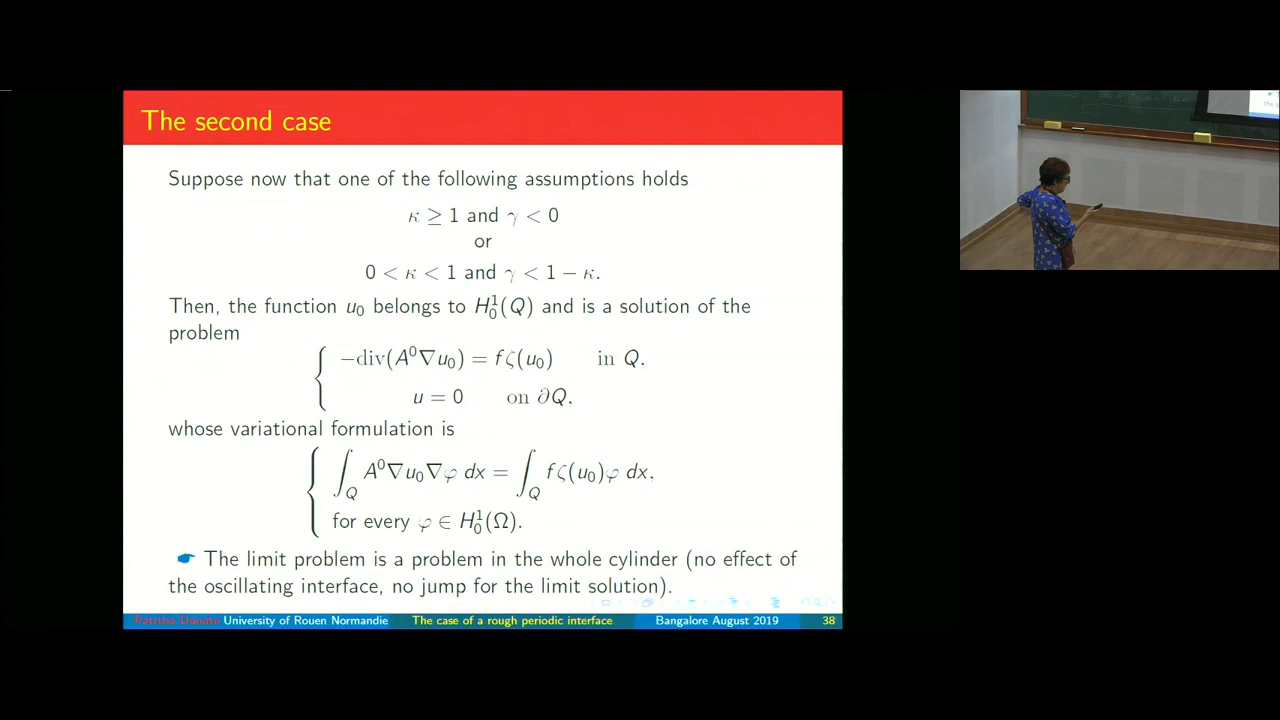 The second case
Suppose now that one of the following assumptions holds
κ ≥ 1 and γ < 0
or
0 < κ < 1 and γ < 1 − κ.
Then, the function u₀ belongs to H₀¹(Q) and is a solution of the
problem
{ −div(A⁰∇u₀) = fζ(u₀) in Q,
u = 0 on ∂Q,
whose variational formulation is
{ ∫_Q A⁰∇u₀∇φ dx = ∫_Q fζ(u₀)φ dx,
for every φ ∈ H₀¹(Ω).
☛ The limit problem is a problem in the whole cylinder (no effect of
the oscillating interface, no jump for the limit solution).
Patrizia Donato University of Rouen Normandie The case of a rough periodic interface Bangalore August 2019 38